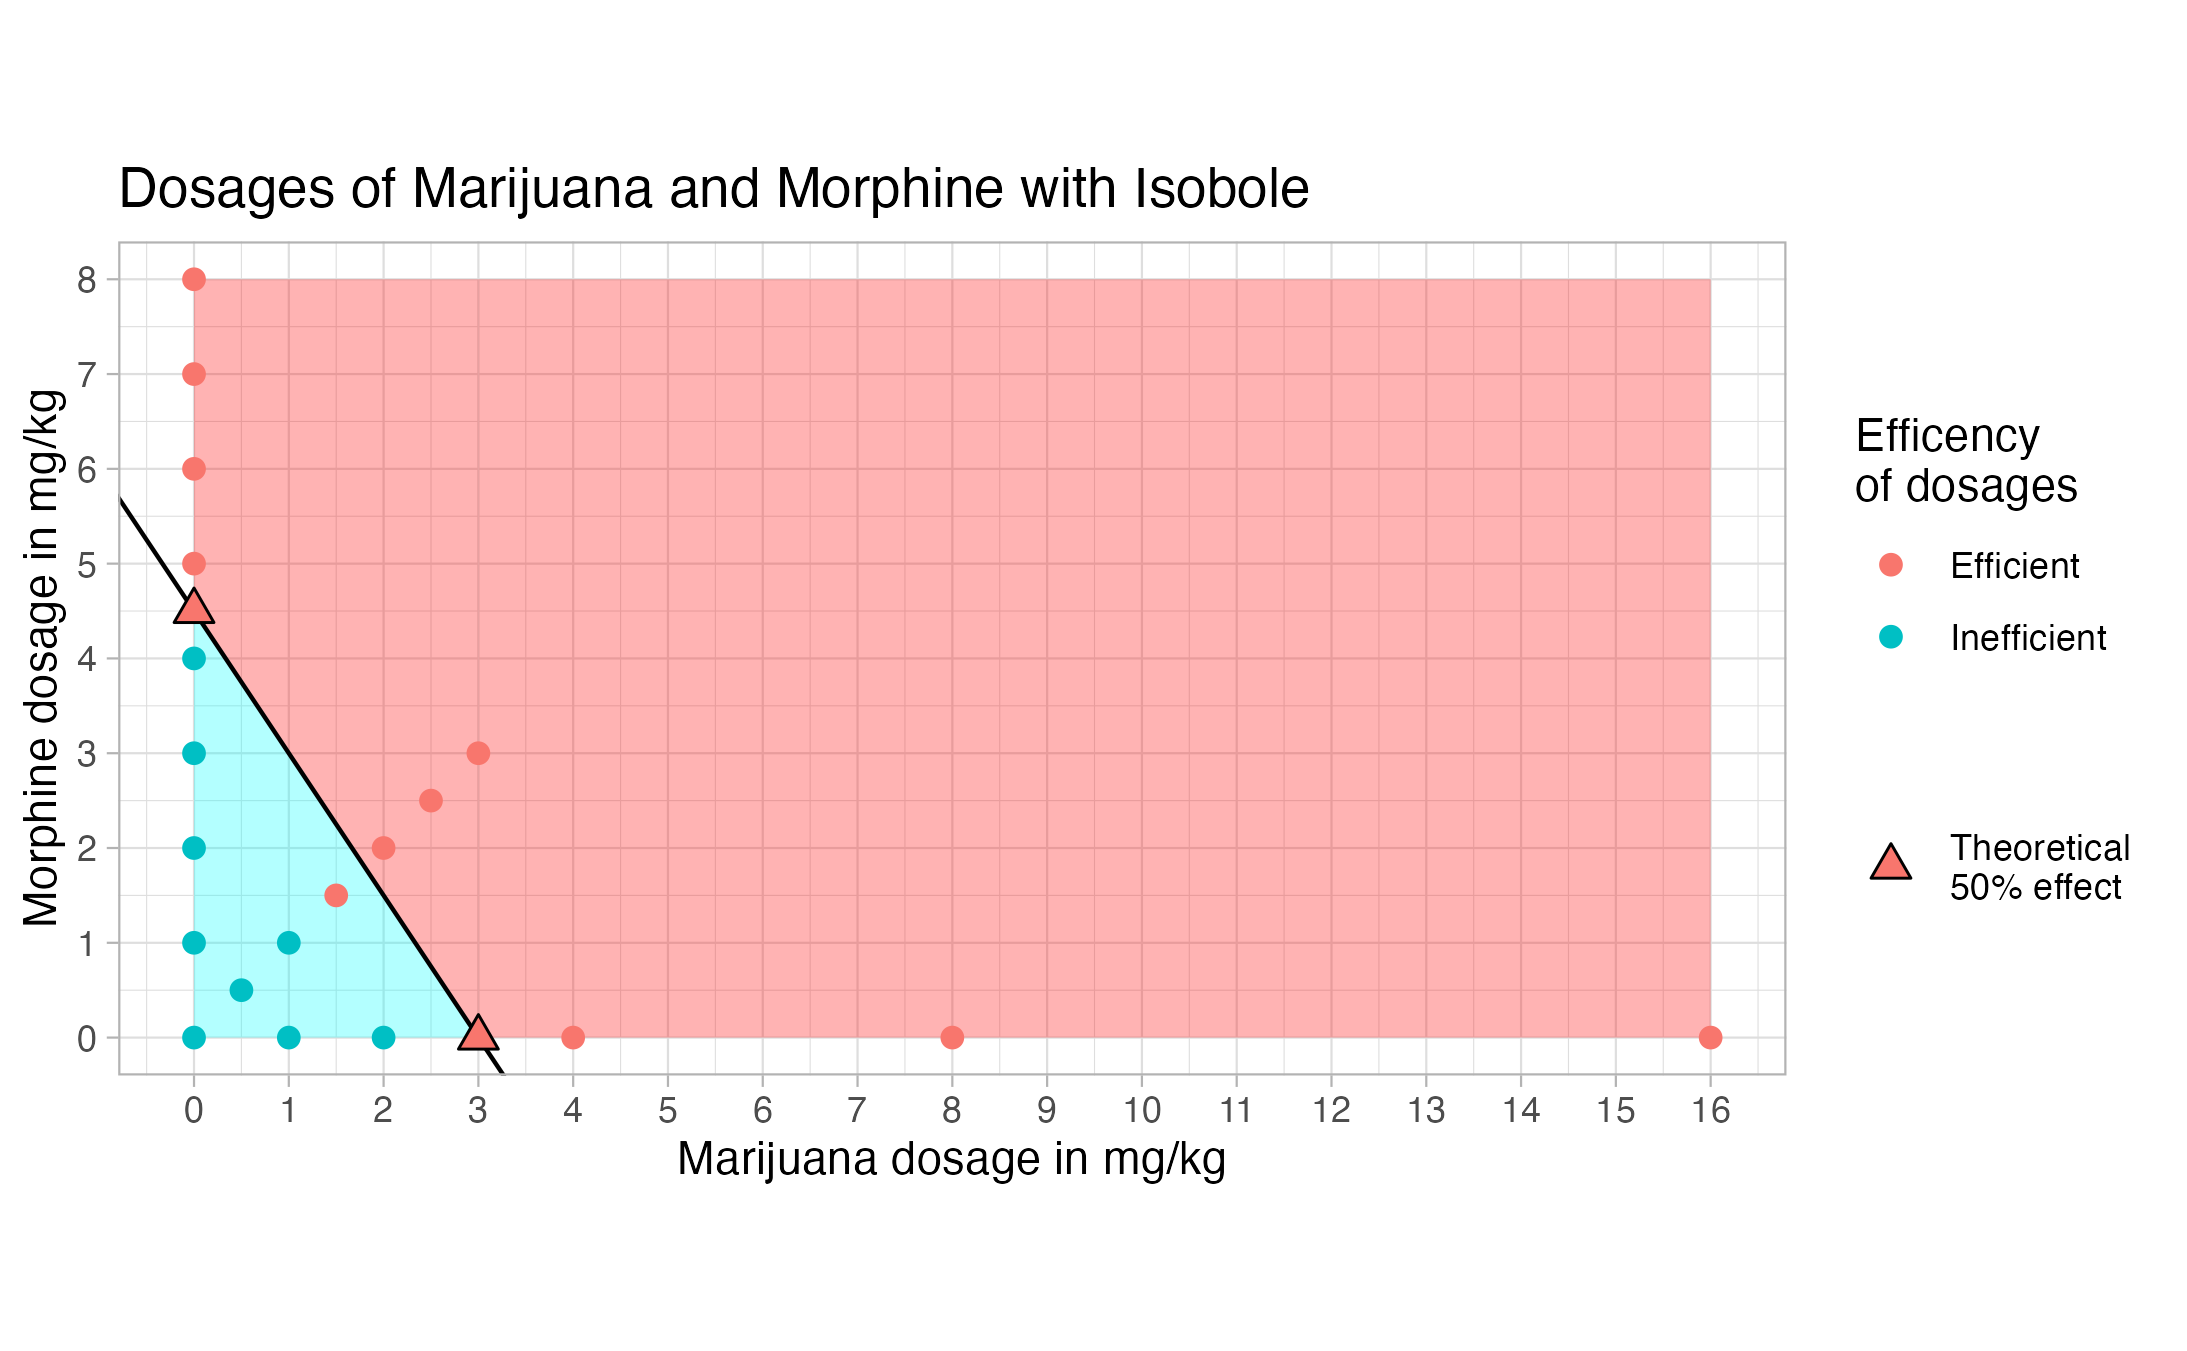 Dosages of Marijuana and Morphine with Isobole
Morphine dosage in mg/kg
8
7
6
5
4
3
2
1
0
0 1 2 3 4 5 6 7 8 9 10 11 12 13 14 15 16
Marijuana dosage in mg/kg
Efficency
of dosages
Efficient
Inefficient
Theoretical
50% effect